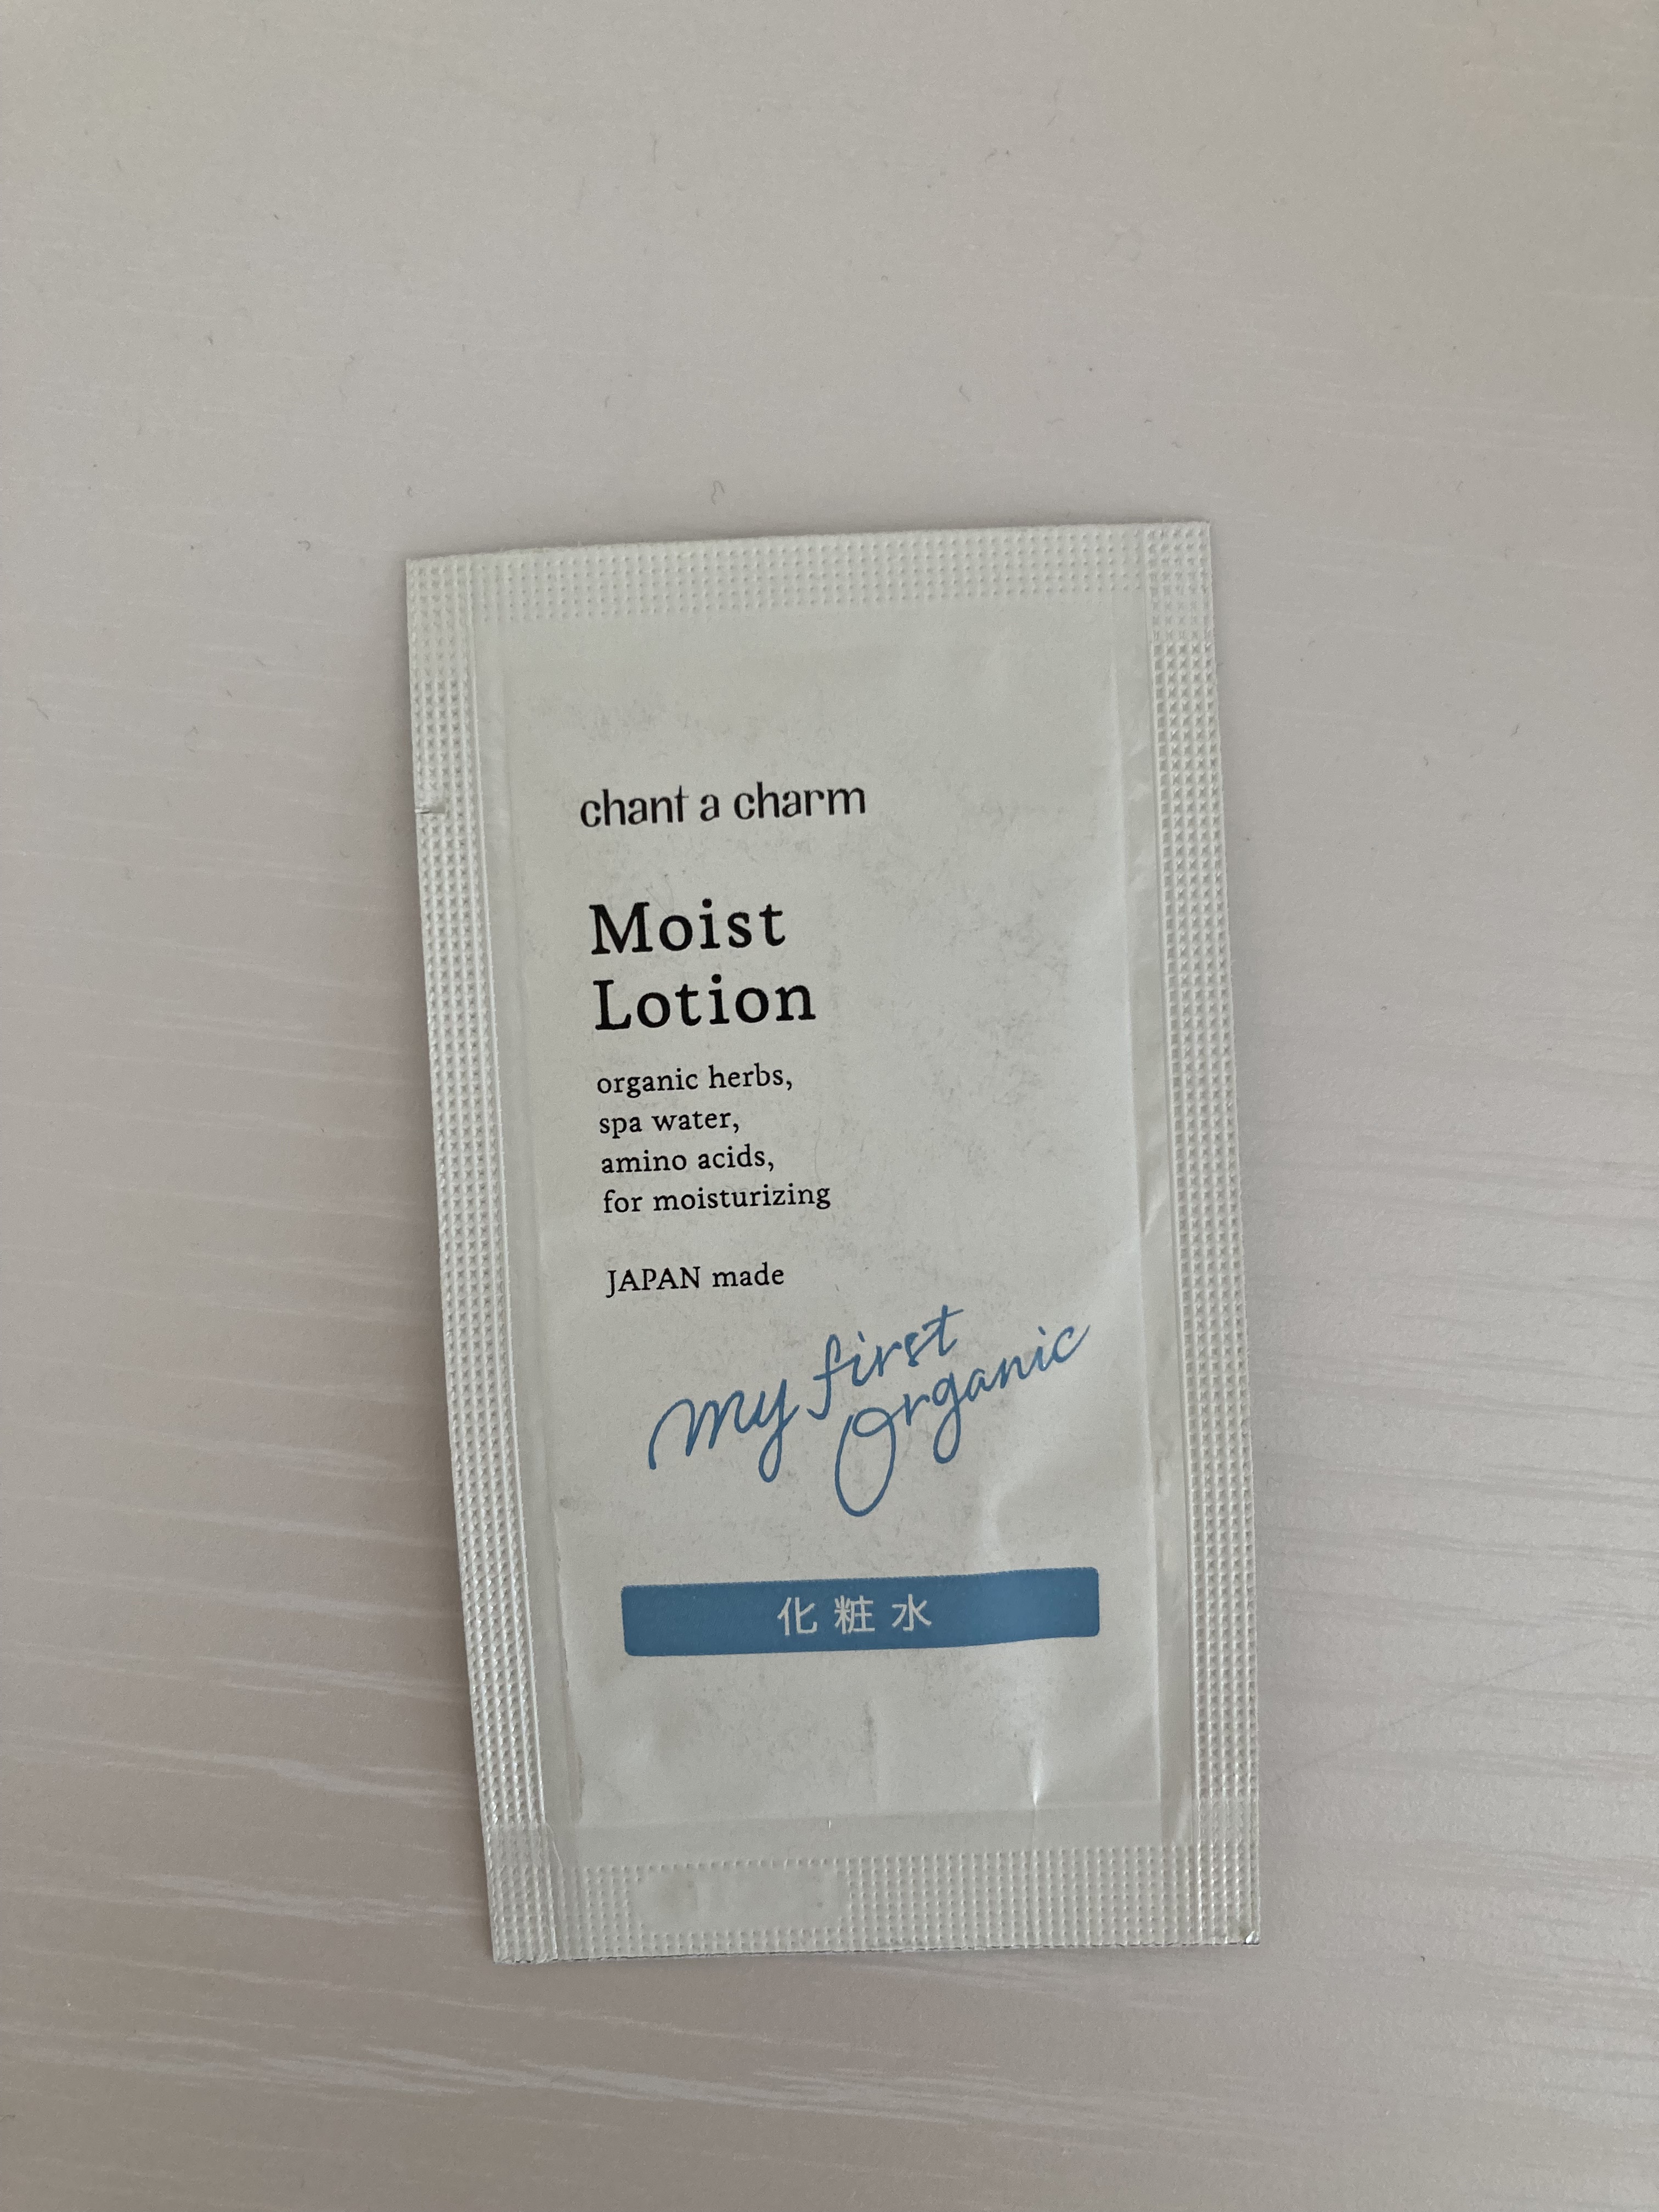 chant a charm
Moist
Lotion
organic herbs,
spa water,
amino acids,
for moisturizing
JAPAN made
my first
Organic
化粧水